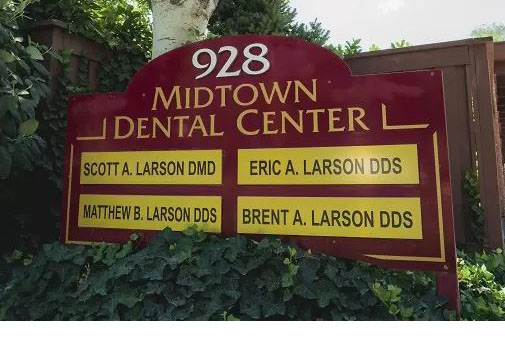 928
MIDTOWN
DENTAL CENTER
SCOTT A. LARSON DMD
ERIC A. LARSON DDS
MATTHEW B. LARSON DDS
BRENT A. LARSON DDS